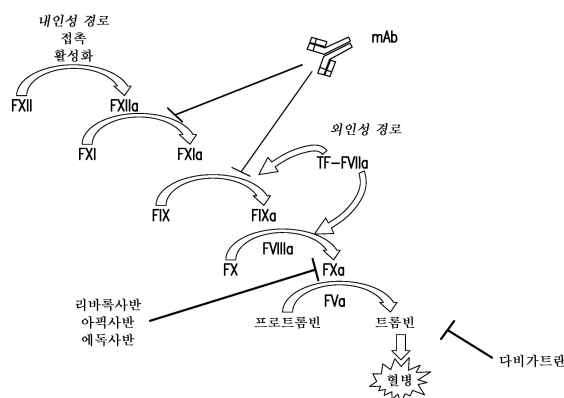 내인성 경로
접촉
활성화
mAb
FXII
FXIIa
FXI
FXIa
외인성 경로
TF-FVIIa
FIX
FIXa
FVIIIa
FX
FXa
리바록사반
아픽사반
에독사반
FVa
프로트롬빈
트롬빈
다비가트란
혈병